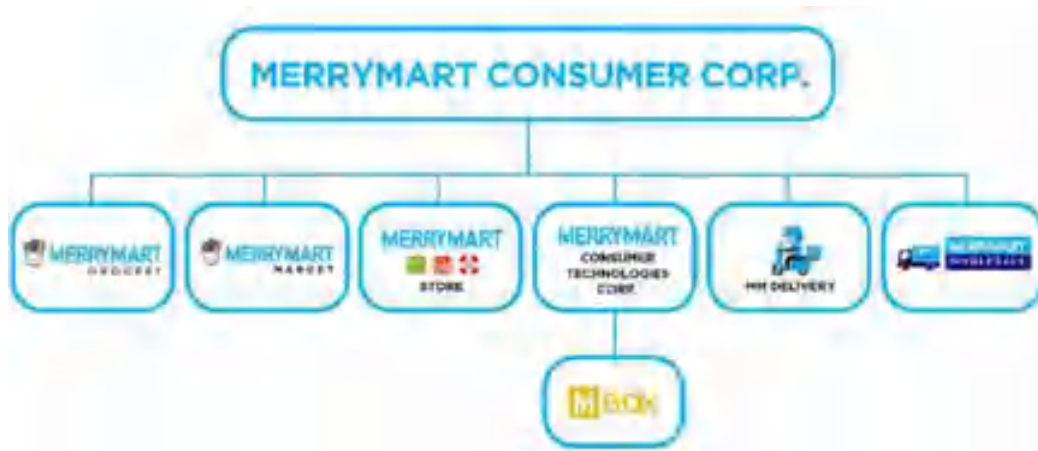 MERRYMART CONSUMER CORP.
MERRYMART
GROCERY
MERRYMART
MARKET
MERRYMART
STORE
MERRYMART
CONSUMER
TECHNOLOGIES
CORP.
MM DELIVERY
MERRYMART
WHOLESALE
M BOX